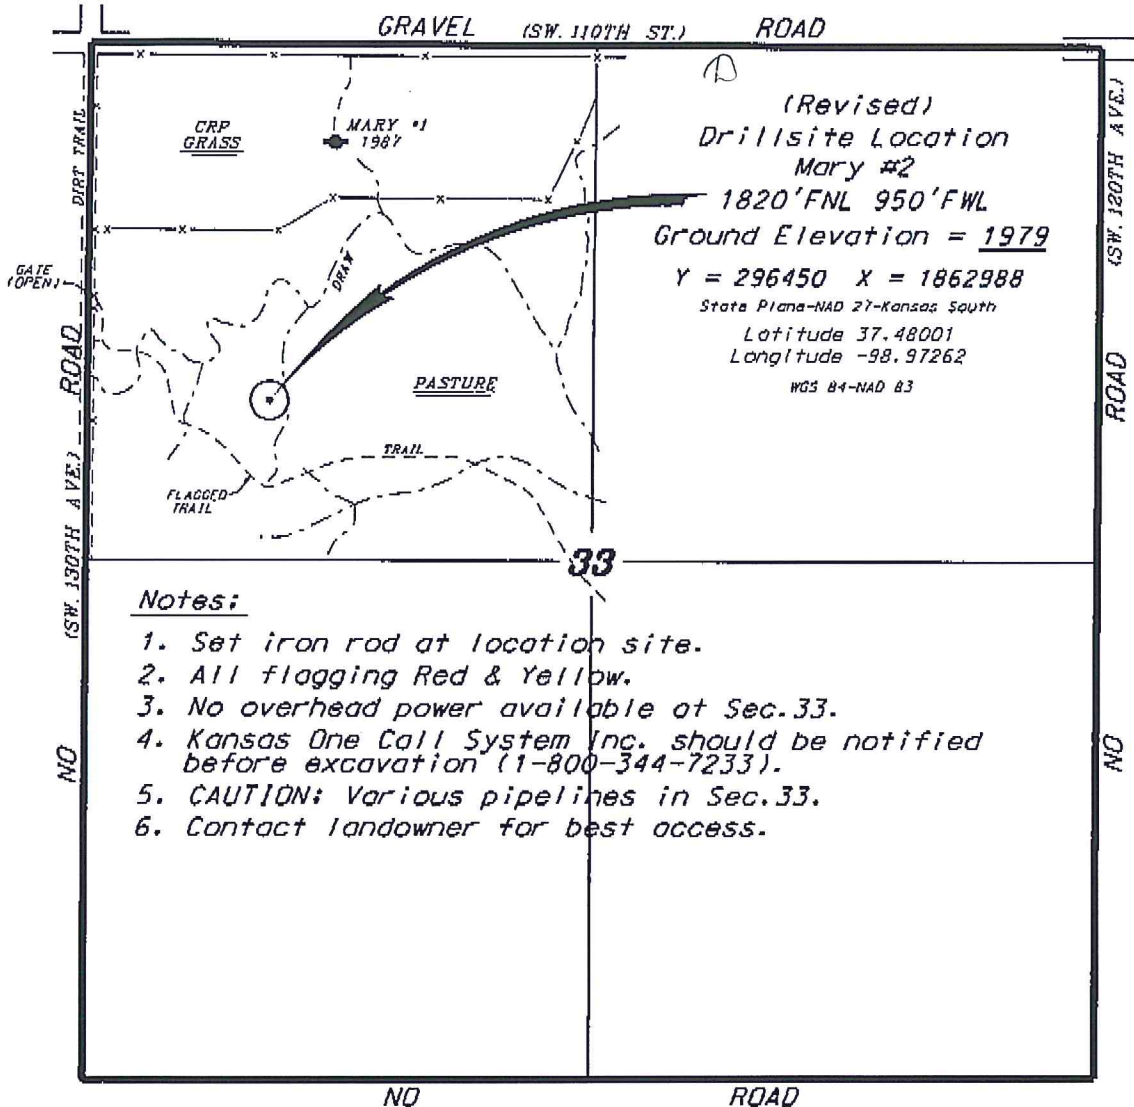 GRAVEL (SW. 110TH ST.) ROAD
(Revised)
Drillsite Location
Mary #2
1820'FNL 950'FWL
Ground Elevation = 1979
Y = 296450 X = 1862988
State Plane-NAD 27-Kansas South
Latitude 37.48001
Longitude -98.97262
WGS 84-NAD 83
CRP
GRASS
MARY #1
1987
DIRT TRAIL
GATE
(OPEN)
DRAW
PASTURE
TRAIL
FLAGGED
TRAIL
NO (SW. 130TH AVE.) ROAD
NO ROAD (SW. 120TH AVE.)
33
Notes:
1. Set iron rod at location site.
2. All flagging Red & Yellow.
3. No overhead power available at Sec.33.
4. Kansas One Call System Inc. should be notified
before excavation (1-800-344-7233).
5. CAUTION: Various pipelines in Sec.33.
6. Contact landowner for best access.
NO ROAD